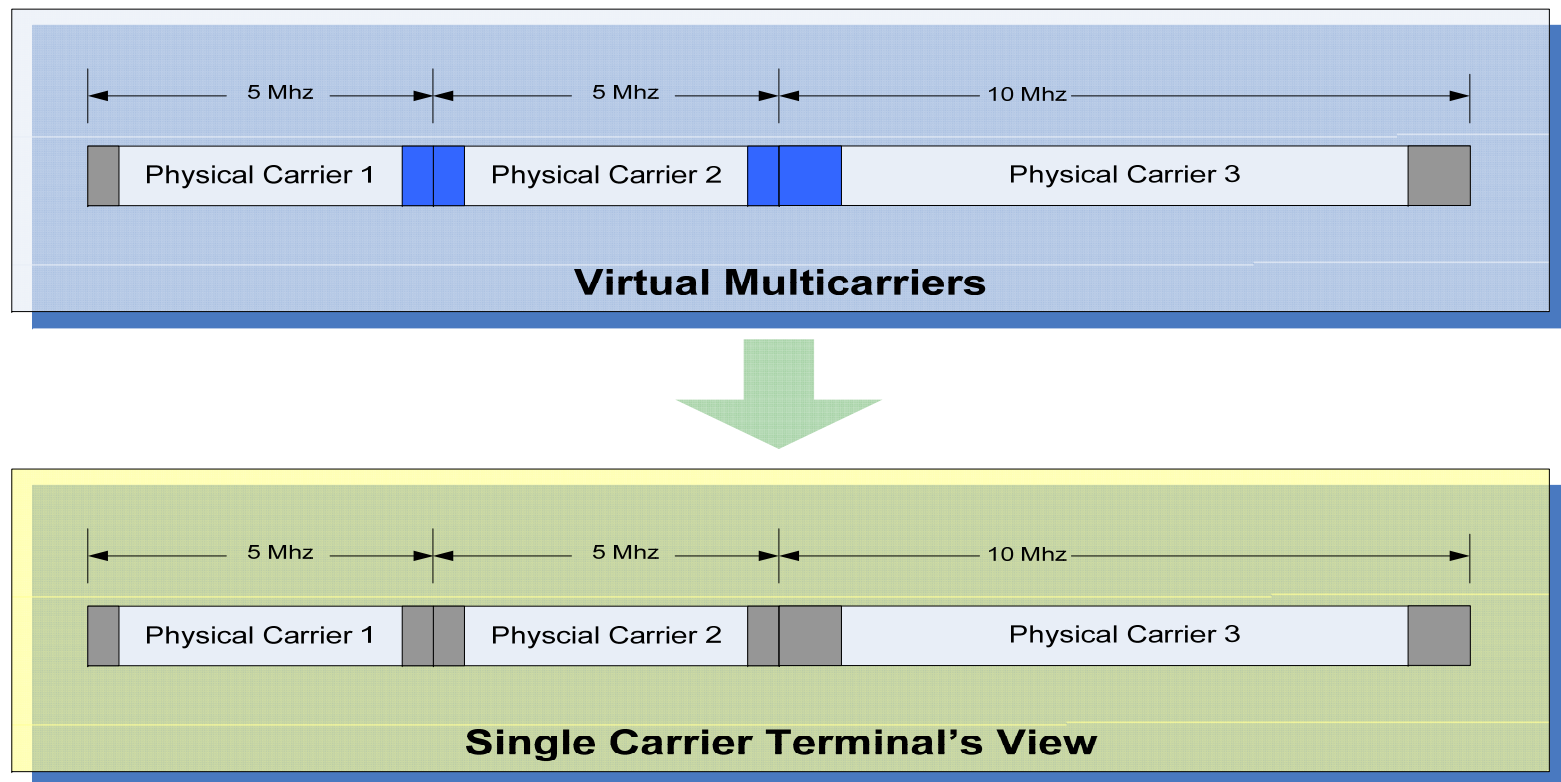 5 Mhz 5 Mhz 10 Mhz
Physical Carrier 1 Physical Carrier 2 Physical Carrier 3
Virtual Multicarriers
5 Mhz 5 Mhz 10 Mhz
Physical Carrier 1 Physcial Carrier 2 Physical Carrier 3
Single Carrier Terminal’s View